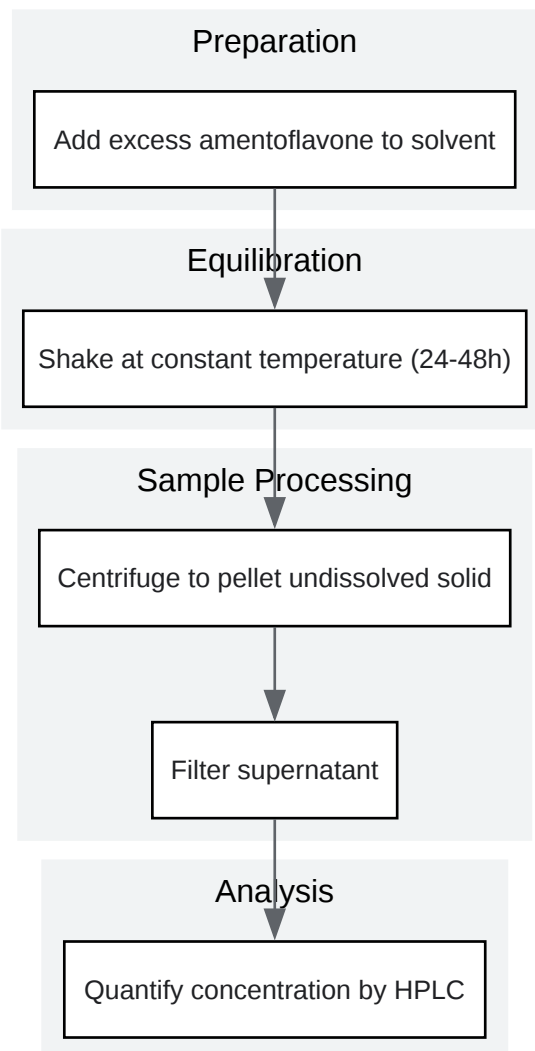 Preparation
Add excess amentoflavone to solvent
Equilibration
Shake at constant temperature (24-48h)
Sample Processing
Centrifuge to pellet undissolved solid
Filter supernatant
Analysis
Quantify concentration by HPLC